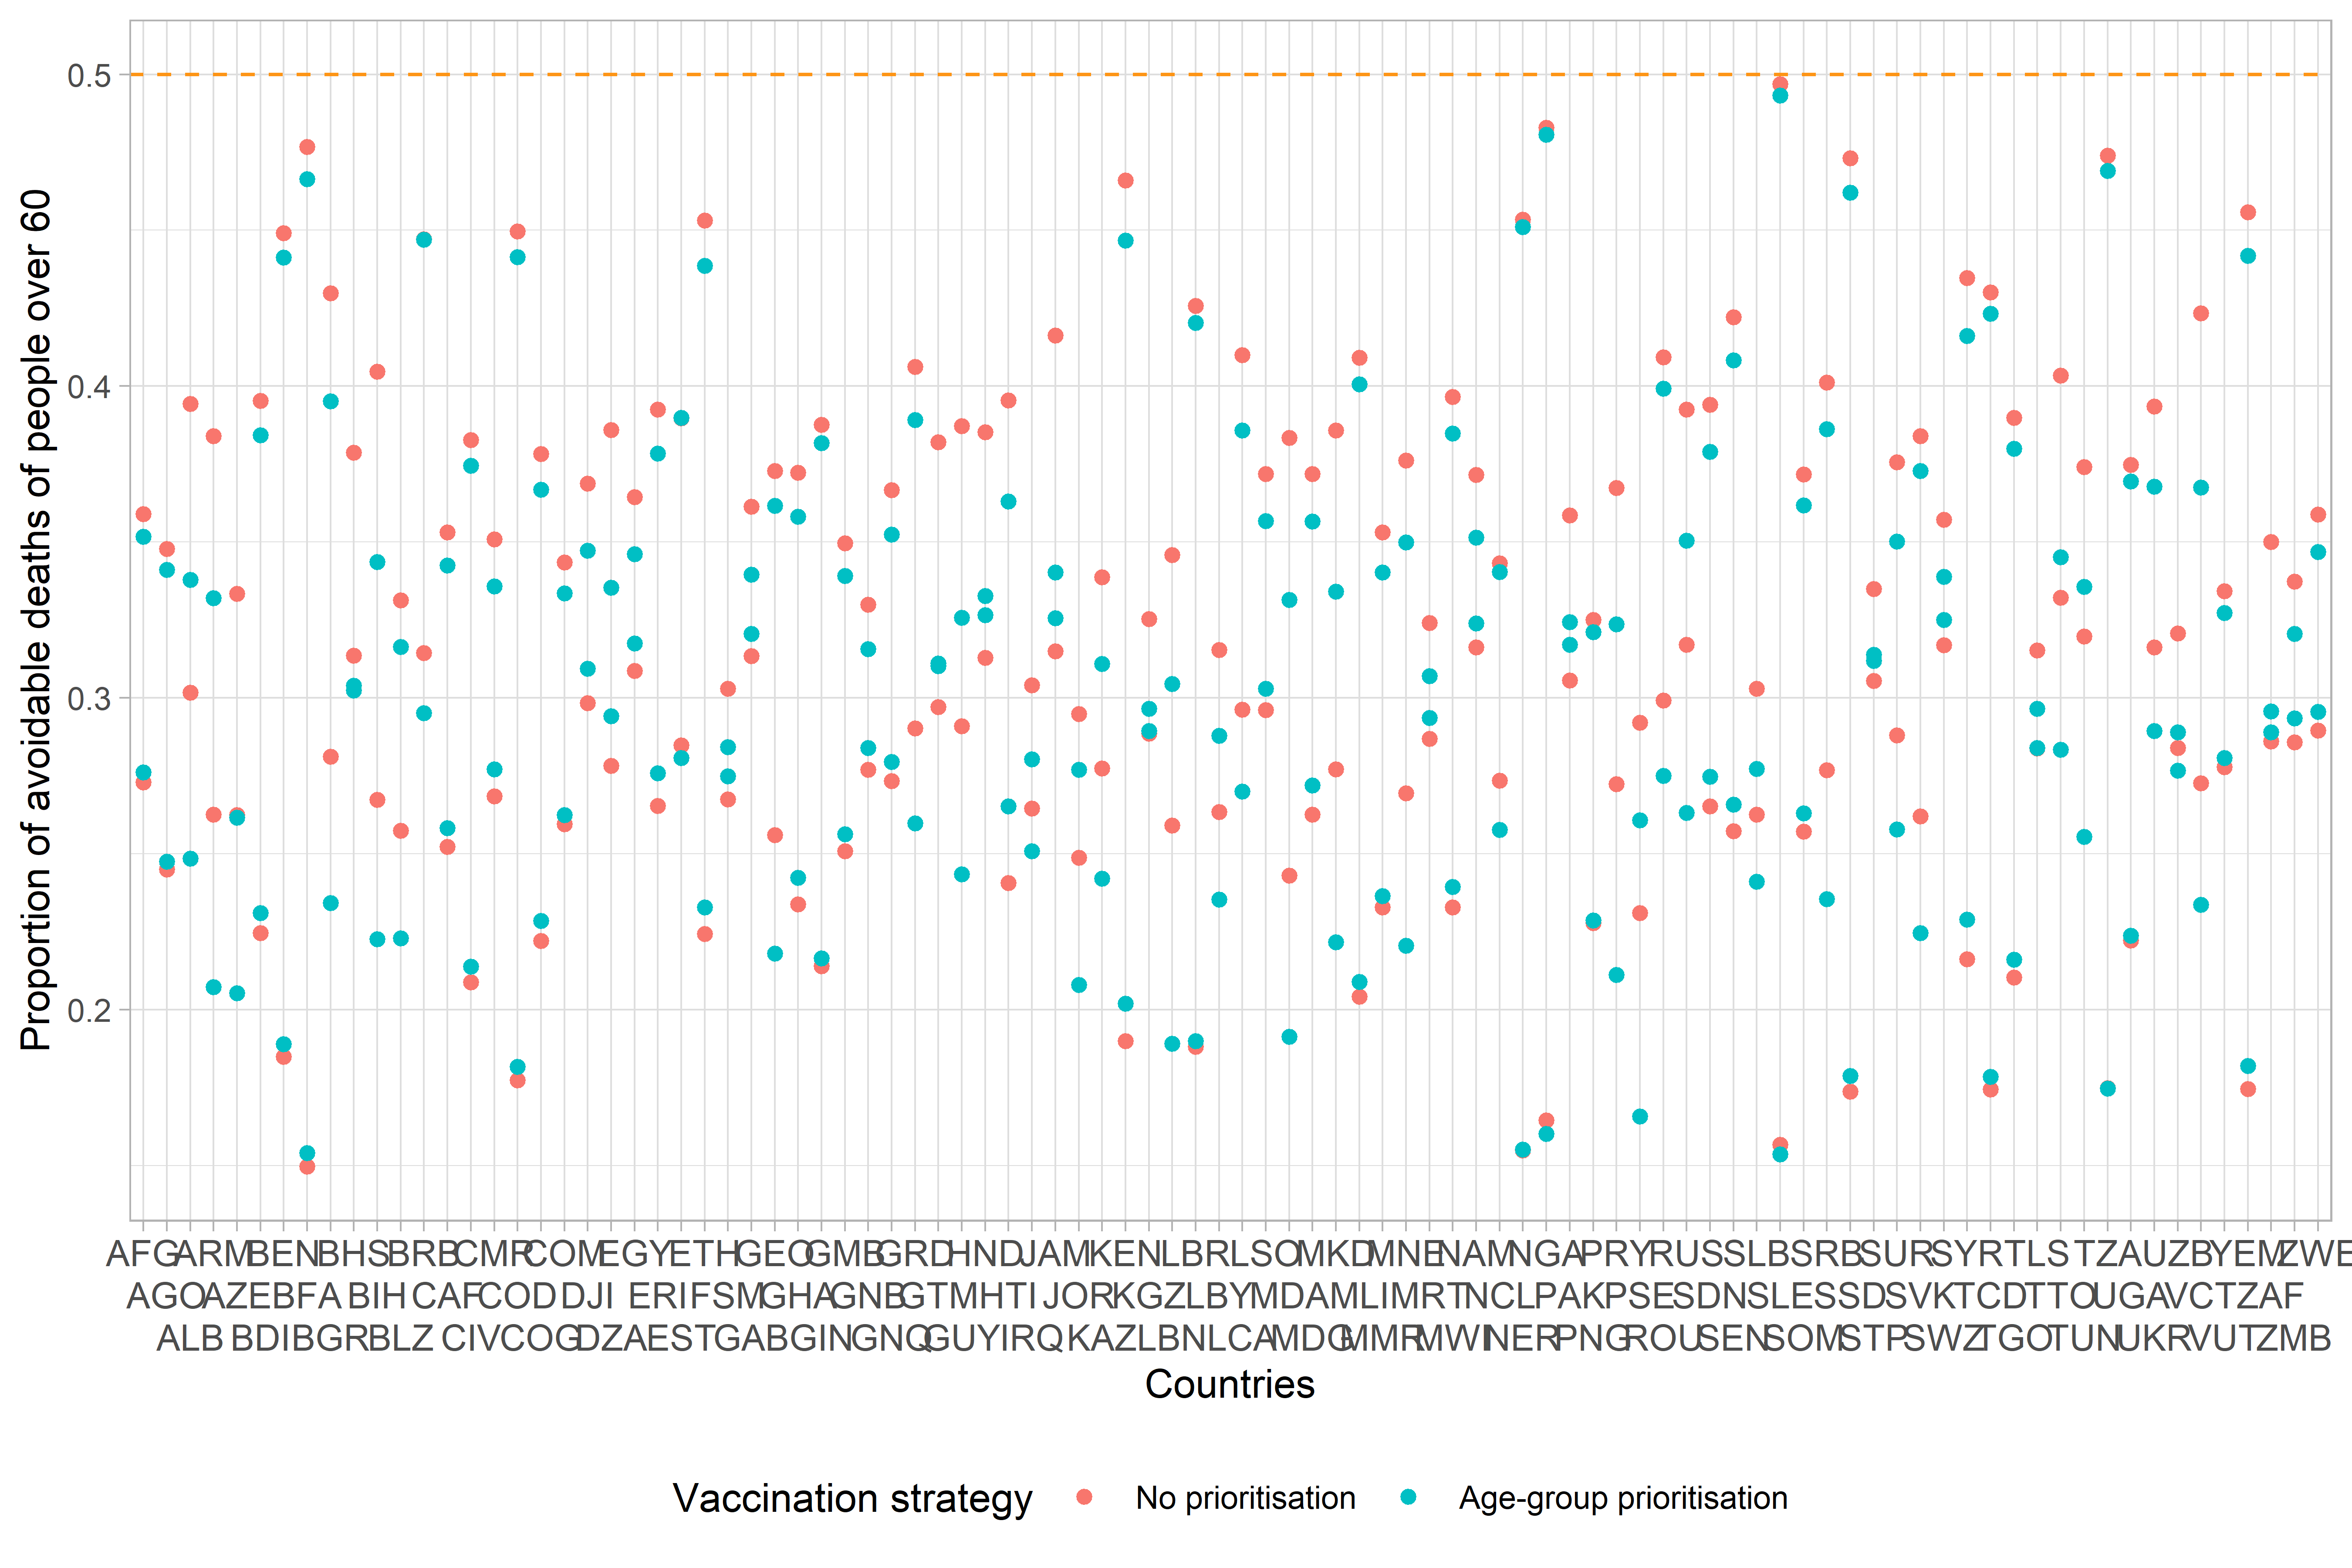 0.5
0.4
0.3
0.2
Proportion of avoidable deaths of people over 60
AFG ARM BEN BHS BRB CMR COM EGY ETH GEO GMB GRD HND JAM KEN LBR LSO MKD MNE NAM NGA PRY RUS SLB SRB SUR SYR TLS TZA UZB YEM ZWE
AGO AZE BFA BIH CAF COD DJI ERI FSM GHA GNB GTM HTI JOR KGZ LBY MDA MLI MRT NCL PAK PSE SDN SLE SSD SVK TCD TTO UGA VCT ZAF
ALB BDI BGR BLZ CIV COG DZA EST GAB GIN GNQ GUY IRQ KAZ LBN LCA MDG MMR MWI NER PNG ROU SEN SOM STP SWZ TGO TUN UKR VUT ZMB
Countries
Vaccination strategy No prioritisation Age-group prioritisation